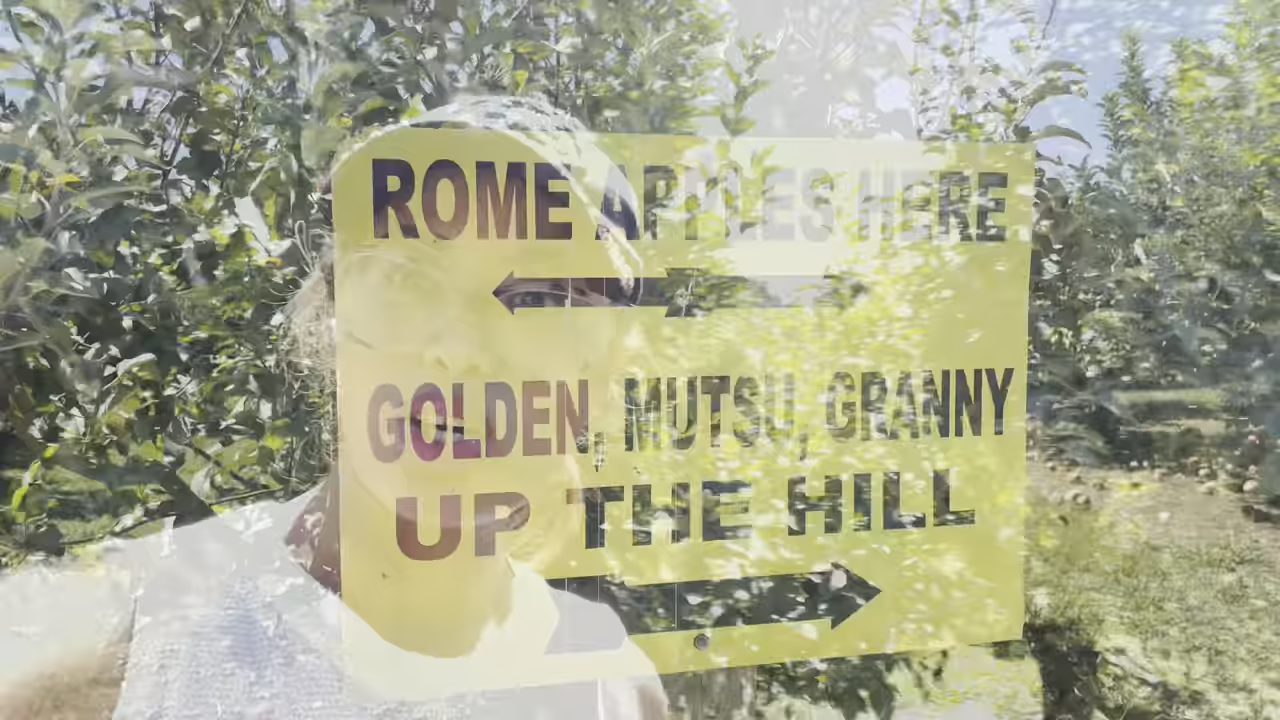 ROME APPLES HERE
GOLDEN, MUTSU, GRANNY
UP THE HILL